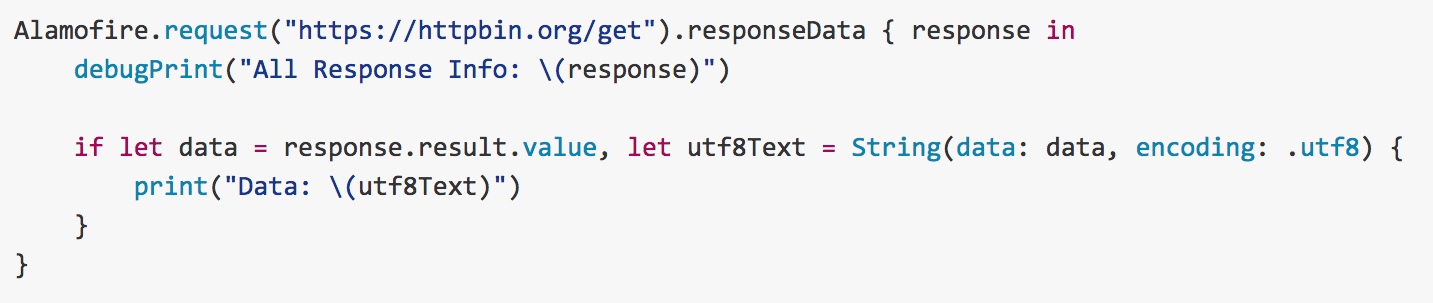 Alamofire.request("https://httpbin.org/get").responseData { response in
    debugPrint("All Response Info: \(response)")

    if let data = response.result.value, let utf8Text = String(data: data, encoding: .utf8) {
        print("Data: \(utf8Text)")
    }
}